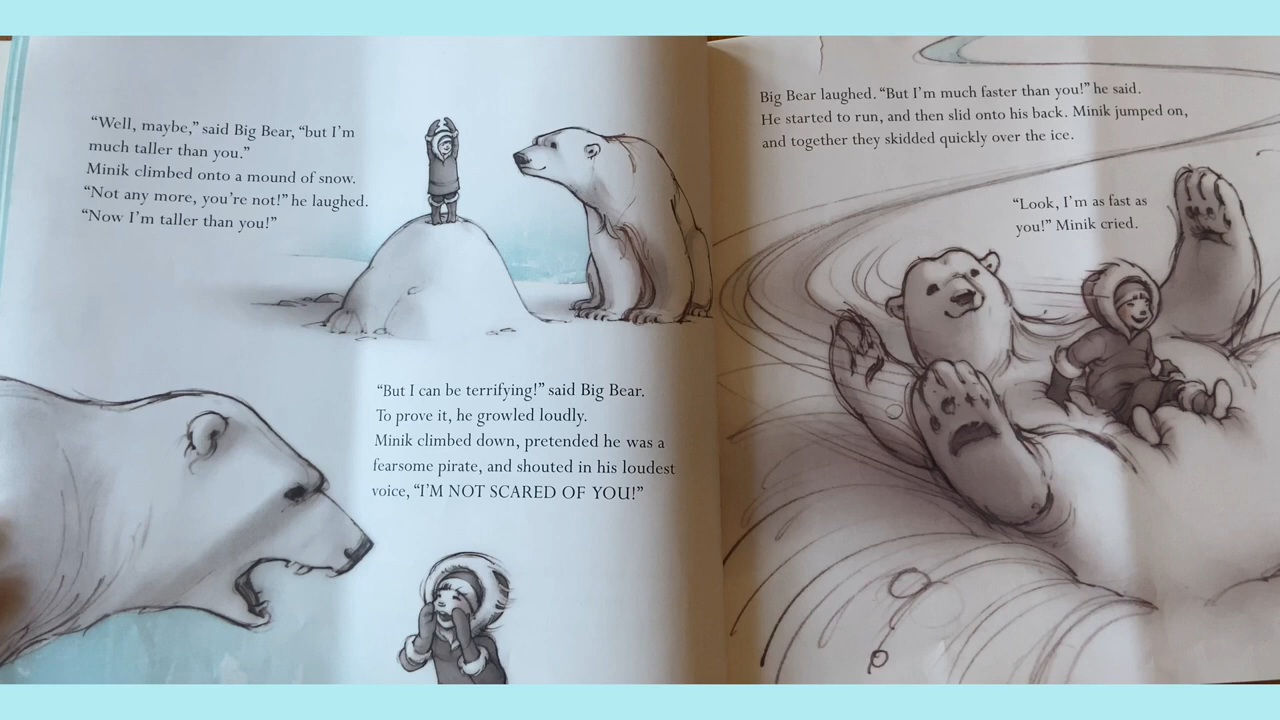 “Well, maybe,” said Big Bear, “but I’m
much taller than you.”
Minik climbed onto a mound of snow.
“Not any more, you’re not!” he laughed.
“Now I’m taller than you!”
“But I can be terrifying!” said Big Bear.
To prove it, he growled loudly.
Minik climbed down, pretended he was a
fearsome pirate, and shouted in his loudest
voice, “I’M NOT SCARED OF YOU!”
Big Bear laughed. “But I’m much faster than you!” he said.
He started to run, and then slid onto his back. Minik jumped on,
and together they skidded quickly over the ice.
“Look, I’m as fast as
you!” Minik cried.